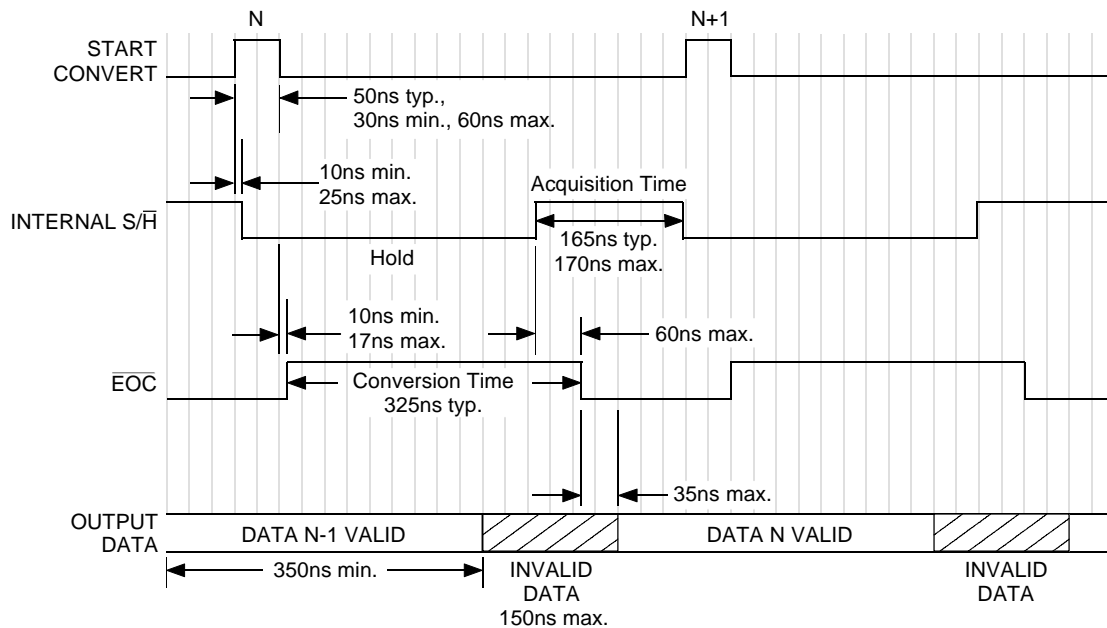 N
N+1
START
CONVERT
50ns typ.,
30ns min., 60ns max.
10ns min.
25ns max.
Acquisition Time
INTERNAL S/H̅
165ns typ.
170ns max.
Hold
10ns min.
17ns max.
60ns max.
E̅O̅C̅
Conversion Time
325ns typ.
35ns max.
OUTPUT
DATA
DATA N-1 VALID
DATA N VALID
350ns min.
INVALID
DATA
150ns max.
INVALID
DATA